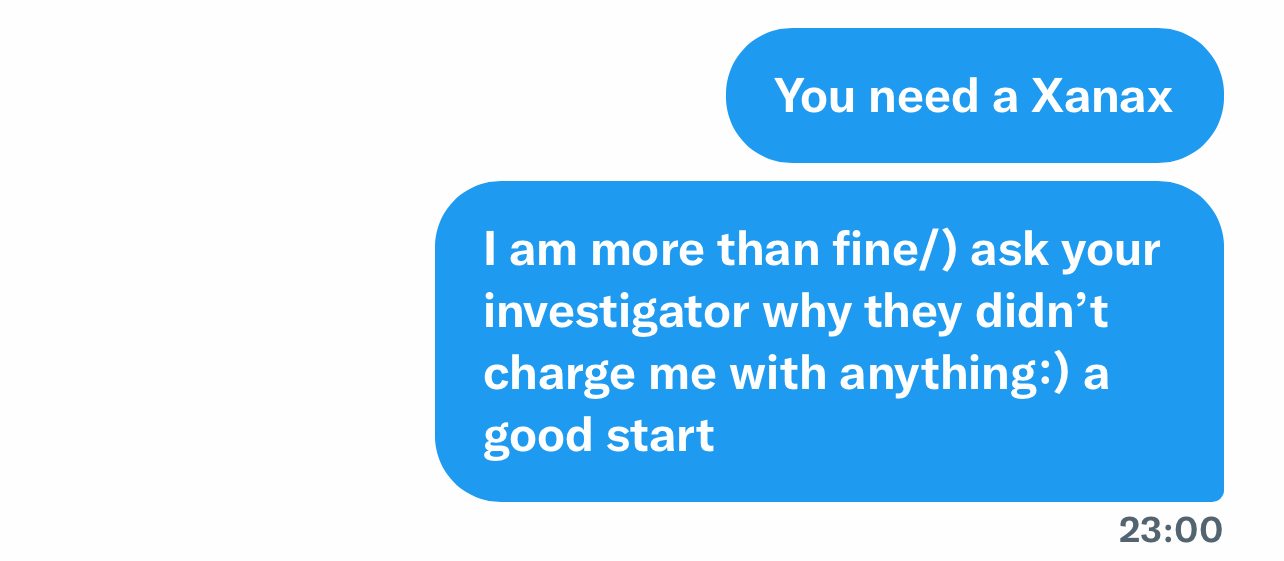 You need a Xanax
I am more than fine/) ask your
investigator why they didn’t
charge me with anything:) a
good start
23:00